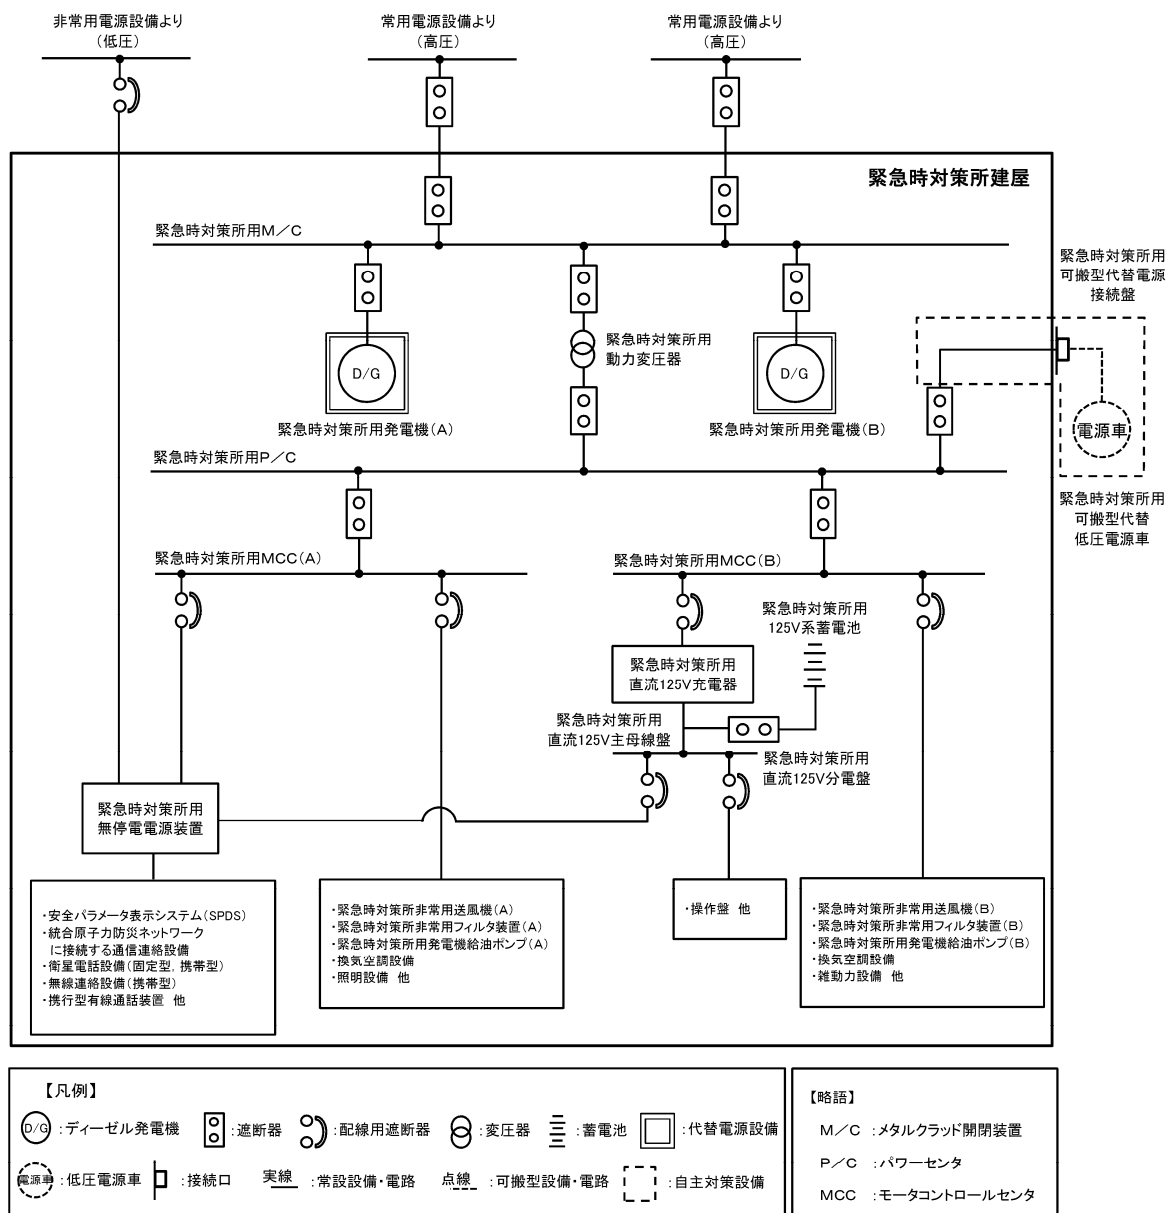 非常用電源設備より
(低圧)
常用電源設備より
(高圧)
常用電源設備より
(高圧)
緊急時対策所建屋
緊急時対策所用M/C
緊急時対策所用
可搬型代替電源
接続盤
緊急時対策所用
動力変圧器
D/G
D/G
緊急時対策所用発電機(A)
緊急時対策所用発電機(B)
電源車
緊急時対策所用P/C
緊急時対策所用
可搬型代替
低圧電源車
緊急時対策所用MCC(A)
緊急時対策所用MCC(B)
緊急時対策所用
125V系蓄電池
緊急時対策所用
直流125V充電器
緊急時対策所用
直流125V主母線盤
緊急時対策所用
直流125V分電盤
緊急時対策所用
無停電電源装置
・安全パラメータ表示システム(SPDS)
・統合原子力防災ネットワーク
に接続する通信連絡設備
・衛星電話設備(固定型, 携帯型)
・無線連絡設備(携帯型)
・携行型有線通話装置 他
・緊急時対策所非常用送風機(A)
・緊急時対策所非常用フィルタ装置(A)
・緊急時対策所用発電機給油ポンプ(A)
・換気空調設備
・照明設備 他
・操作盤 他
・緊急時対策所非常用送風機(B)
・緊急時対策所非常用フィルタ装置(B)
・緊急時対策所用発電機給油ポンプ(B)
・換気空調設備
・雑動力設備 他
【凡例】
D/G :ディーゼル発電機 :遮断器 :配線用遮断器 :変圧器 :蓄電池 :代替電源設備
電源車 :低圧電源車 :接続口 実線 :常設設備・電路 点線 :可搬型設備・電路 :自主対策設備
【略語】
M/C :メタルクラッド開閉装置
P/C :パワーセンタ
MCC :モータコントロールセンタ